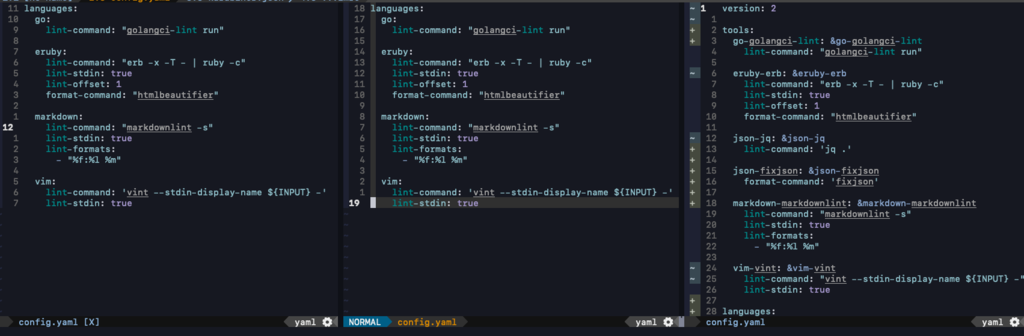 11 languages:
10   go:
9     lint-command: "golangci-lint run"
8
7   eruby:
6     lint-command: "erb -x -T - | ruby -c"
5     lint-stdin: true
4     lint-offset: 1
3     format-command: "htmlbeautifier"
2
1   markdown:
12     lint-command: "markdownlint -s"
1     lint-stdin: true
2     lint-formats:
3       - "%f:%l %m"
4
5   vim:
6     lint-command: 'vint --stdin-display-name ${INPUT} -'
7     lint-stdin: true
config.yaml [X]
yaml
18 languages:
17   go:
16     lint-command: "golangci-lint run"
15
14   eruby:
13     lint-command: "erb -x -T - | ruby -c"
12     lint-stdin: true
11     lint-offset: 1
10     format-command: "htmlbeautifier"
9
8   markdown:
7     lint-command: "markdownlint -s"
6     lint-stdin: true
5     lint-formats:
4       - "%f:%l %m"
3
2   vim:
1     lint-command: 'vint --stdin-display-name ${INPUT} -'
19     lint-stdin: true
NORMAL
config.yaml
yaml
~ 1 version: 2
~ 1
~ 2 tools:
~ 3   go-golangci-lint: &go-golangci-lint
+ 4     lint-command: "golangci-lint run"
+ 5
~ 6   eruby-erb: &eruby-erb
7     lint-command: "erb -x -T - | ruby -c"
8     lint-stdin: true
9     lint-offset: 1
10     format-command: "htmlbeautifier"
11
~ 12   json-jq: &json-jq
+ 13     lint-command: 'jq .'
+ 14
+ 15   json-fixjson: &json-fixjson
+ 16     format-command: 'fixjson'
+ 17
+ 18   markdown-markdownlint: &markdown-markdownlint
19     lint-command: "markdownlint -s"
20     lint-stdin: true
21     lint-formats:
22       - "%f:%l %m"
23
~ 24   vim-vint: &vim-vint
~ 25     lint-command: "vint --stdin-display-name ${INPUT} -"
26     lint-stdin: true
+ 27
+ 28 languages:
config.yaml
yaml